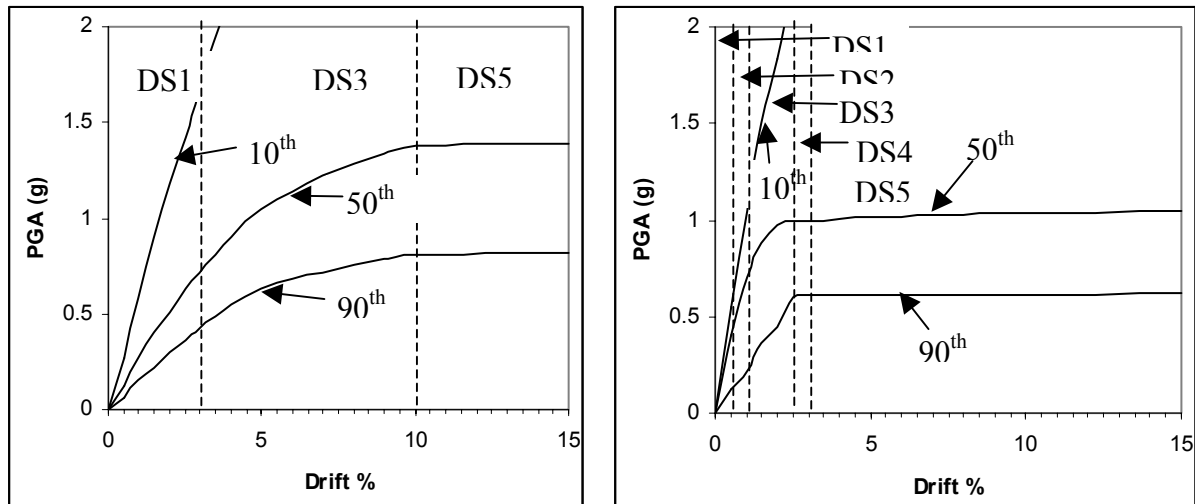 2
1.5
1
0.5
0
PGA (g)
DS1 DS3 DS5
10th
50th
90th
0 5 10 15
Drift %
2
1.5
1
0.5
0
PGA (g)
DS1
DS2
DS3
DS4
DS5
10th
50th
90th
0 5 10 15
Drift %